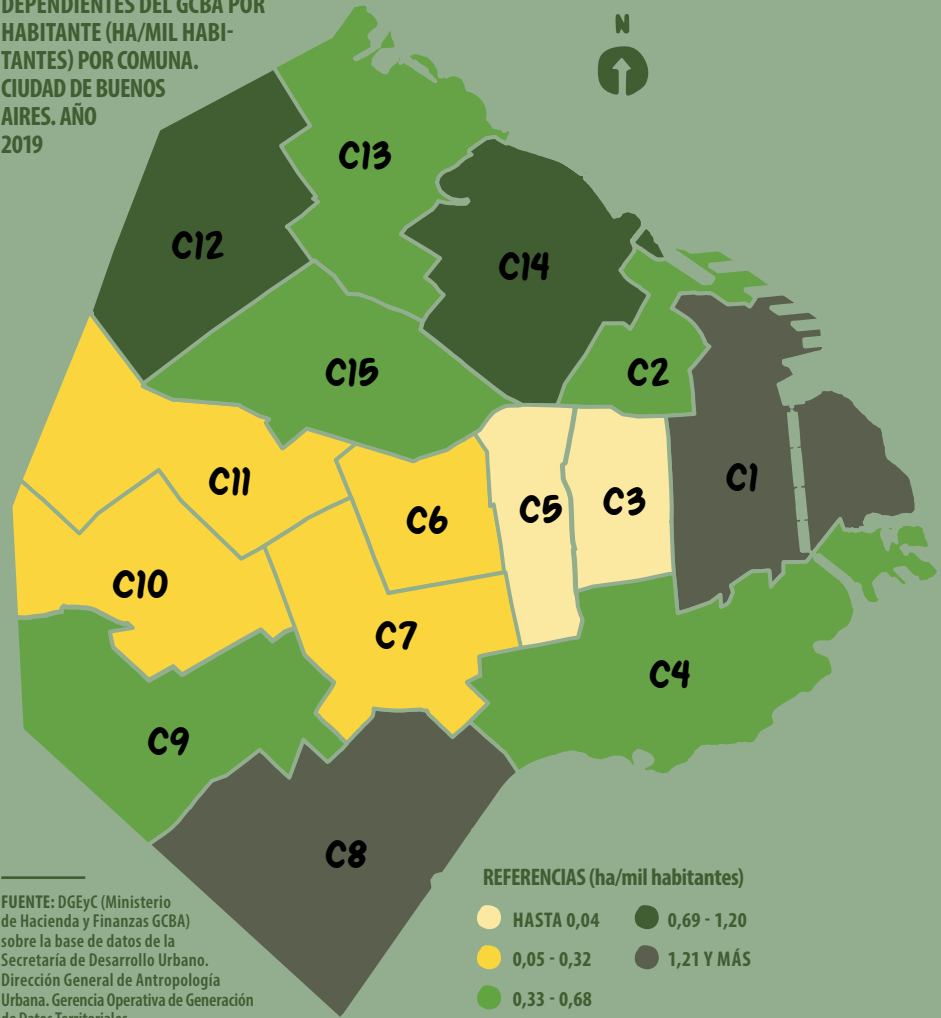 DEPENDIENTES DEL GCBA POR
HABITANTE (HA/MIL HABI-
TANTES) POR COMUNA.
CIUDAD DE BUENOS
AIRES. AÑO
2019
N
C13
C12
C14
C15
C2
C11
C5
C3
C1
C6
C10
C7
C4
C9
C8
REFERENCIAS (ha/mil habitantes)
HASTA 0,04
0,05 - 0,32
0,33 - 0,68
0,69 - 1,20
1,21 Y MÁS
FUENTE: DGEyC (Ministerio
de Hacienda y Finanzas GCBA)
sobre la base de datos de la
Secretaría de Desarrollo Urbano.
Dirección General de Antropología
Urbana. Gerencia Operativa de Generación
de Datos Territoriales